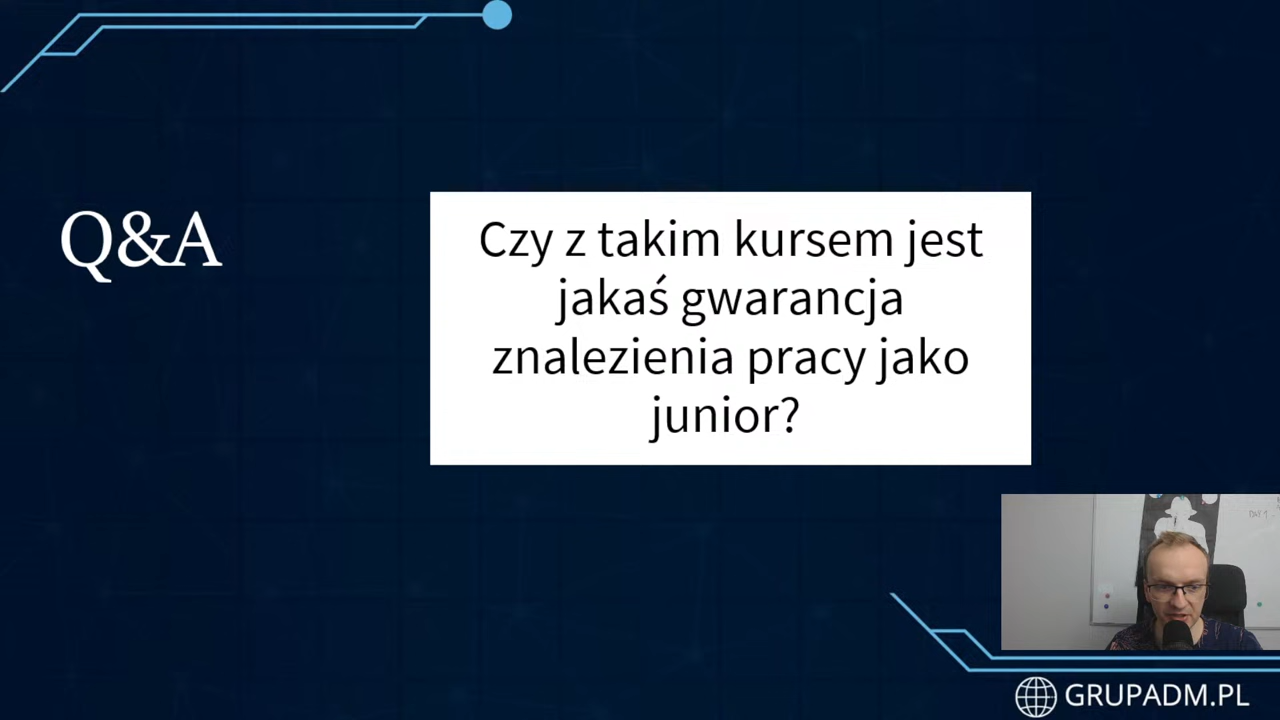 Q&A
Czy z takim kursem jest
jakaś gwarancja
znalezienia pracy jako
junior?
GRUPADM.PL